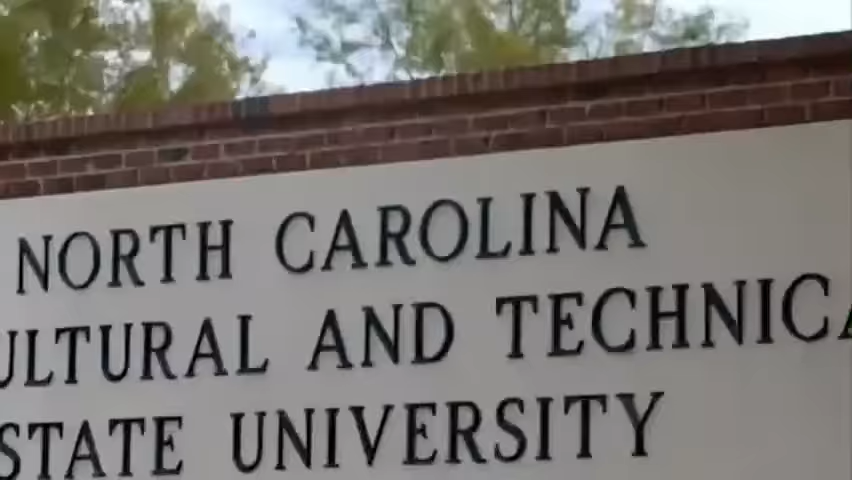 NORTH CAROLINA
ULTURAL AND TECHNICA
STATE UNIVERSITY